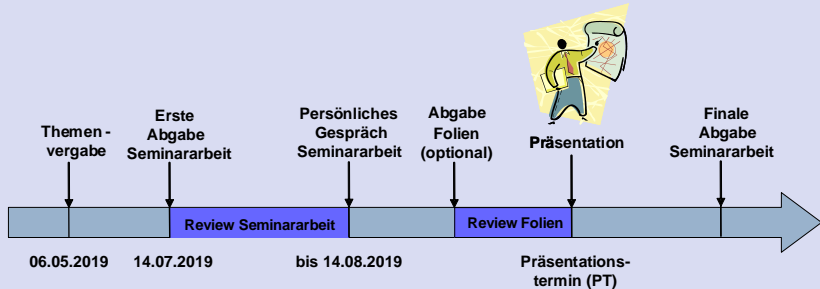 Themen -
vergabe
Erste
Abgabe
Seminararbeit
Persönliches
Gespräch
Seminararbeit
Abgabe
Folien
(optional)
Präsentation
Finale
Abgabe
Seminararbeit
Review Seminararbeit
Review Folien
06.05.2019
14.07.2019
bis 14.08.2019
Präsentations-
termin (PT)